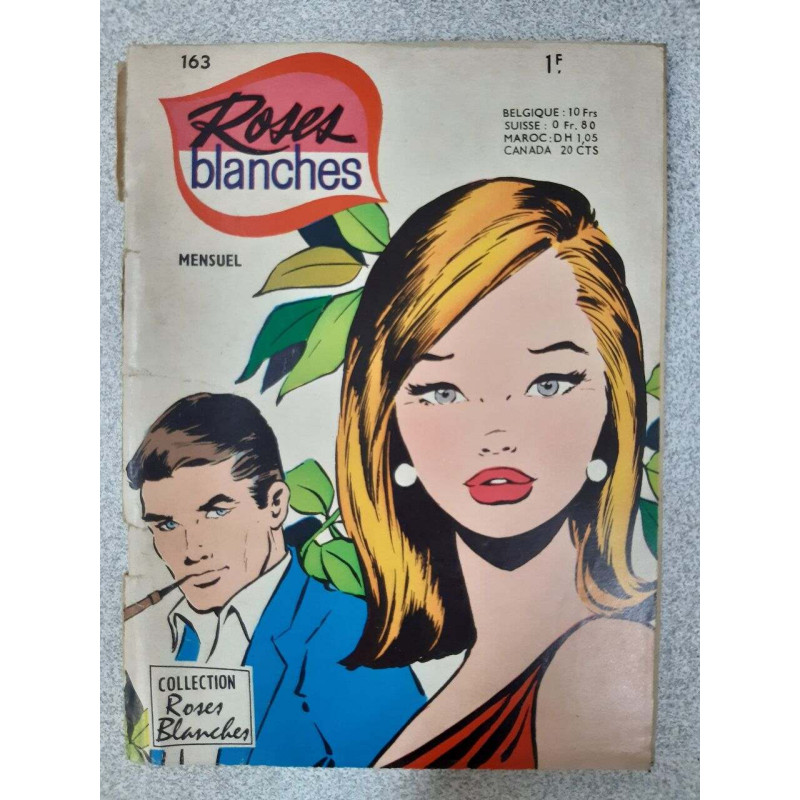 163
1F.
Roses
blanches
BELGIQUE : 10 Frs
SUISSE : 0 Fr. 80
MAROC : DH 1,05
CANADA 20 CTS
MENSUEL
COLLECTION
Roses
Blanches